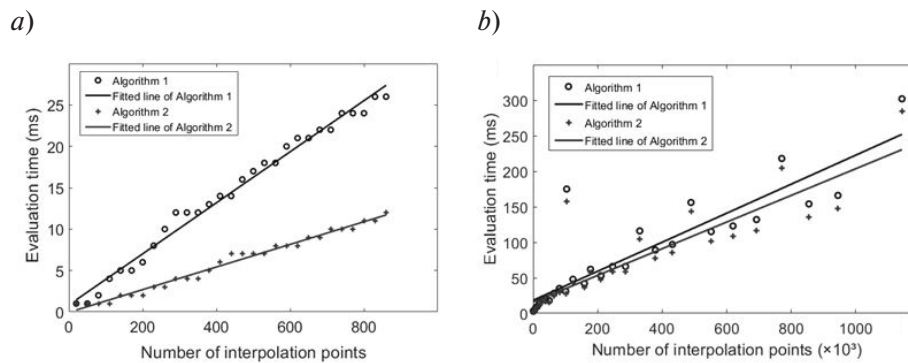 a)
Algorithm 1
Fitted line of Algorithm 1
Algorithm 2
Fitted line of Algorithm 2
Evaluation time (ms)
25
20
15
10
5
0
0 200 400 600 800
Number of interpolation points
b)
Algorithm 1
Fitted line of Algorithm 1
Algorithm 2
Fitted line of Algorithm 2
Evaluation time (ms)
300
250
200
150
100
50
0
0 200 400 600 800 1000
Number of interpolation points (×10³)